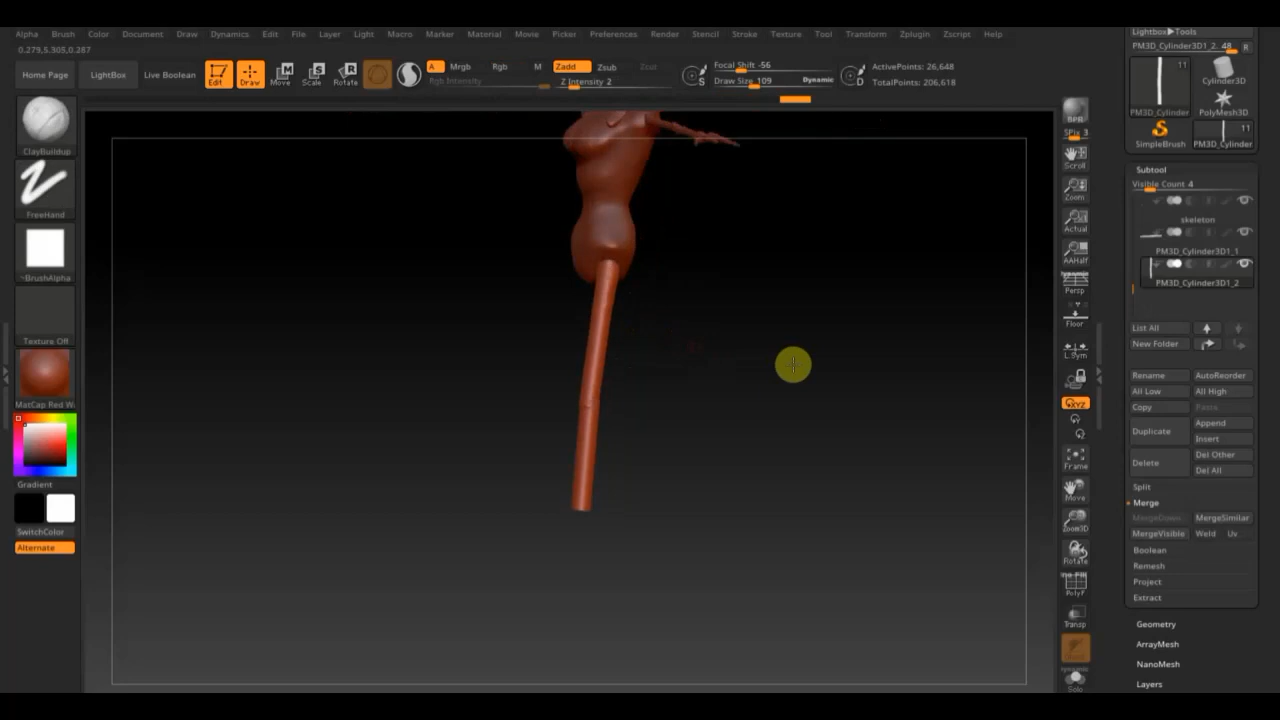 Alpha Brush Color Document Draw Dynamics Edit File Layer Light Macro Marker Material Movie Picker Preferences Render Stencil Stroke Texture Tool Transform Zplugin Zscript Help
0.279,5.305,0.287
Home Page
LightBox
Live Boolean
Edit
Draw
Move
Scale
Rotate
A
Mrgb
Rgb
M
Rgb Intensity
Zadd
Zsub
Zcut
Z Intensity 2
S
Focal Shift -56
Draw Size 109
Dynamic
D
ActivePoints: 26,648
TotalPoints: 206,618
ClayBuildup
FreeHand
~BrushAlpha
Texture Off
MatCap Red W
Gradient
SwitchColor
Alternate
BPR
SPix 3
Scroll
Zoom
Actual
AAHalf
Persp
Floor
L.Sym
XYZ
Y
Z
Frame
Move
Zoom3D
Rotate
PolyF
Transp
Solo
Lightbox▶Tools
PM3D_Cylinder3D1_2. 48
R
11
Cylinder3D
PM3D_Cylinder
PolyMesh3D
11
SimpleBrush
PM3D_Cylinder
Subtool
Visible Count 4
skeleton
PM3D_Cylinder3D1_1
PM3D_Cylinder3D1_2
List All
New Folder
Rename
AutoReorder
All Low
All High
Copy
Paste
Duplicate
Append
Insert
Delete
Del Other
Del All
Split
Merge
MergeDown
MergeSimilar
MergeVisible
Weld
Uv
Boolean
Remesh
Project
Extract
Geometry
ArrayMesh
NanoMesh
Layers